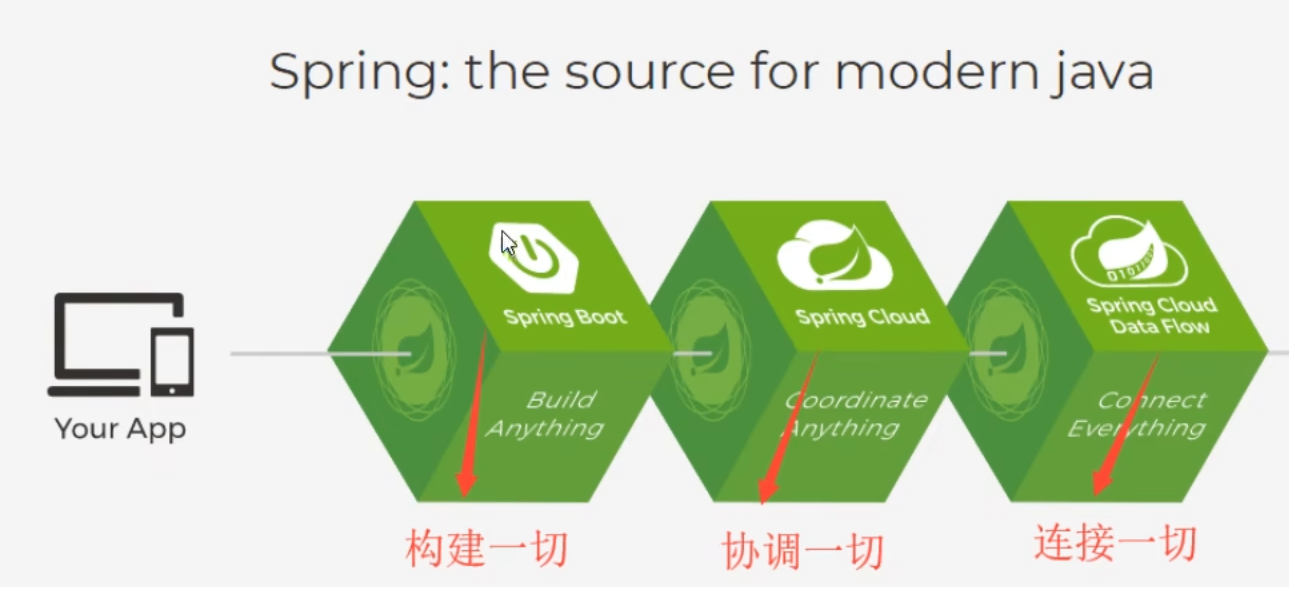 Spring: the source for modern java
Spring Boot
Spring Cloud
Spring Cloud
Data Flow
Build
Anything
Coordinate
Anything
Connect
Everything
Your App
构建一切
协调一切
连接一切